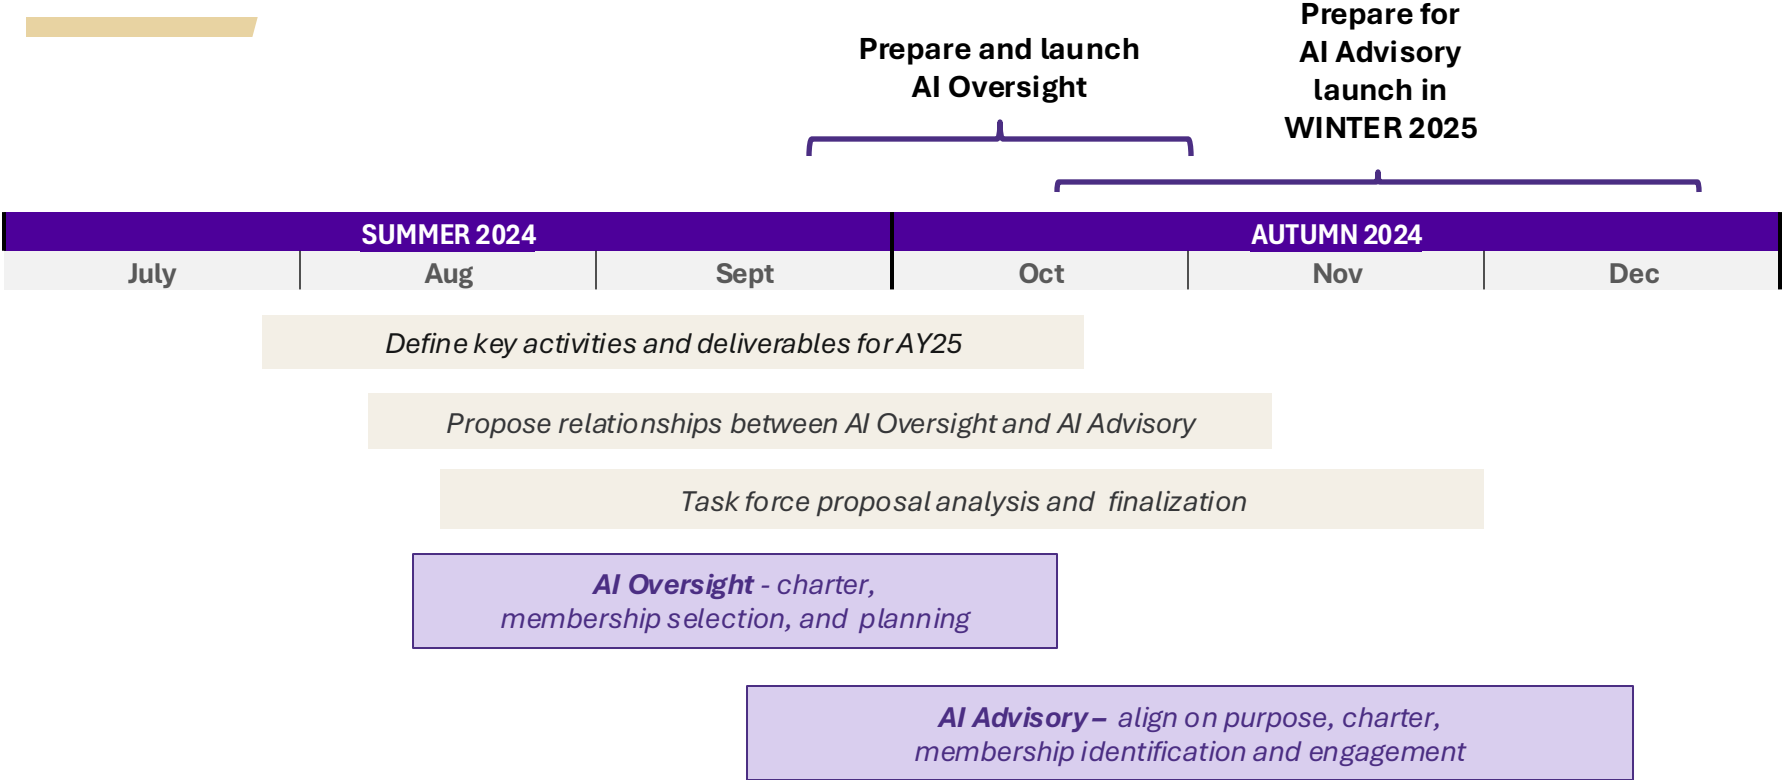 Prepare and launch
AI Oversight
Prepare for
AI Advisory
launch in
WINTER 2025
SUMMER 2024
AUTUMN 2024
July
Aug
Sept
Oct
Nov
Dec
Define key activities and deliverables for AY25
Propose relationships between AI Oversight and AI Advisory
Task force proposal analysis and finalization
AI Oversight - charter,
membership selection, and planning
AI Advisory – align on purpose, charter,
membership identification and engagement